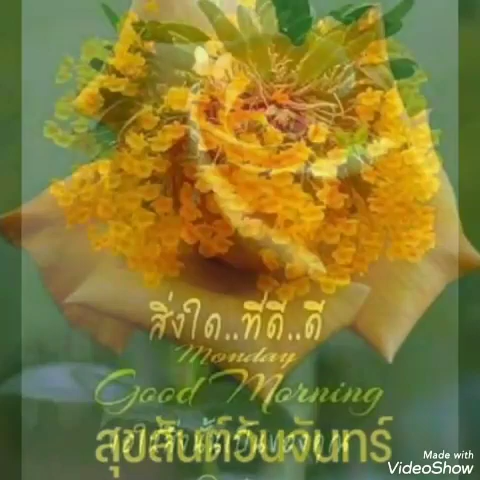 สิ่งใด..ที่ดี..ดี
Monday
Good Morning
สุขสันต์วันจันทร์
Made with
VideoShow